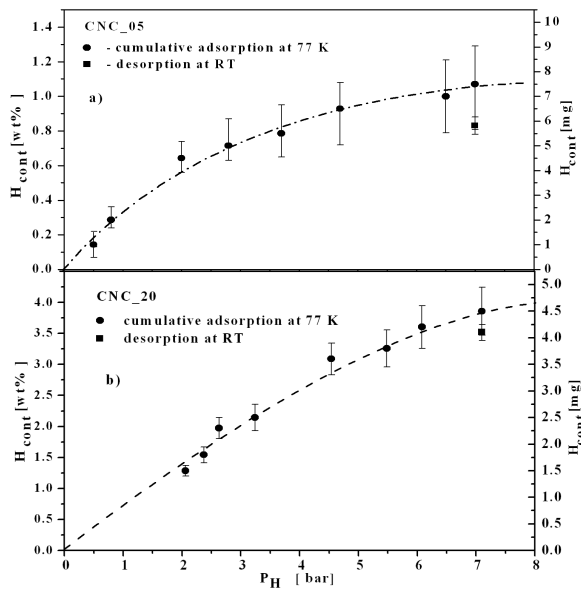 CNC_05
- cumulative adsorption at 77 K
- desorption at RT
a)
H cont [wt%]
1.4
1.2
1.0
0.8
0.6
0.4
0.2
0.0
H cont [mg]
10
9
8
7
6
5
4
3
2
1
0
CNC_20
cumulative adsorption at 77 K
desorption at RT
b)
H cont [wt%]
4.0
3.5
3.0
2.5
2.0
1.5
1.0
0.5
0.0
H cont [mg]
5.0
4.5
4.0
3.5
3.0
2.5
2.0
1.5
1.0
0.5
0.0
0 1 2 3 4 5 6 7 8
P H [ bar]